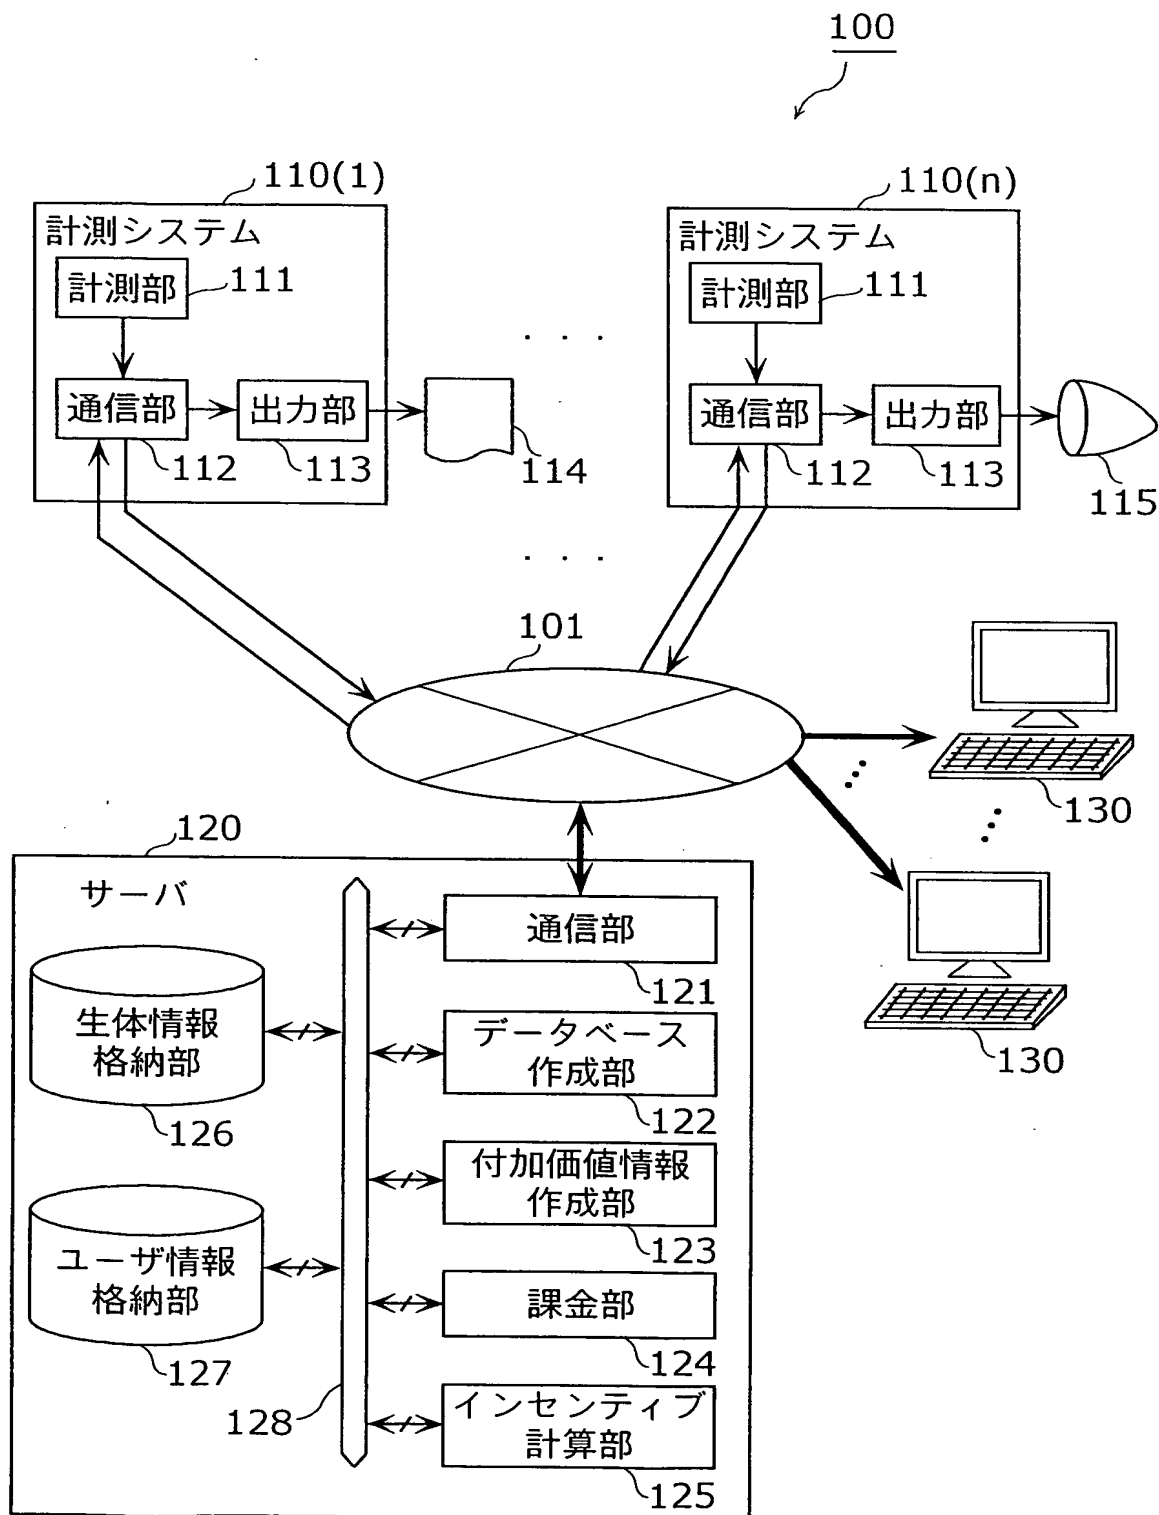 100
110(1)
計測システム
計測部
111
通信部
112
出力部
113
114
. . .
110(n)
計測システム
計測部
111
通信部
112
出力部
113
115
. . .
101
130
130
120
サーバ
通信部
121
生体情報
格納部
126
データベース
作成部
122
付加価値情報
作成部
123
ユーザ情報
格納部
127
課金部
124
128
インセンティブ
計算部
125